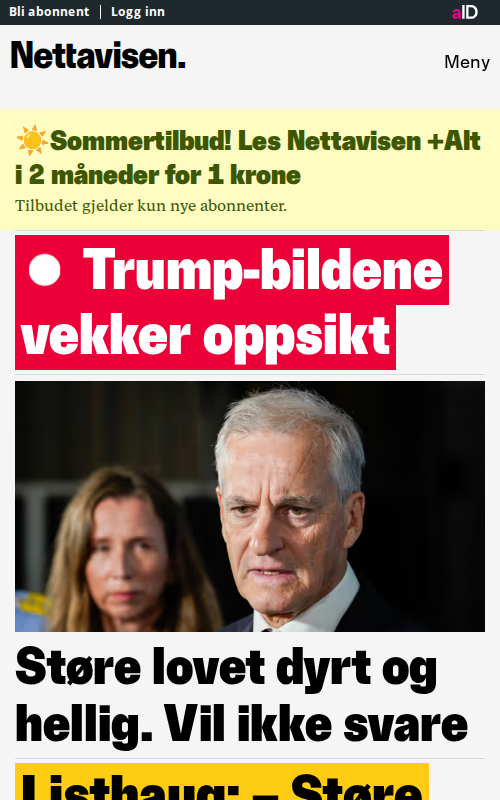 Bli abonnent | Logg inn
aID
Nettavisen.
Meny
☀️Sommertilbud! Les Nettavisen +Alt
i 2 måneder for 1 krone
Tilbudet gjelder kun nye abonnenter.
Trump-bildene
vekker oppsikt
Støre lovet dyrt og
hellig. Vil ikke svare
Listhaug: – Støre